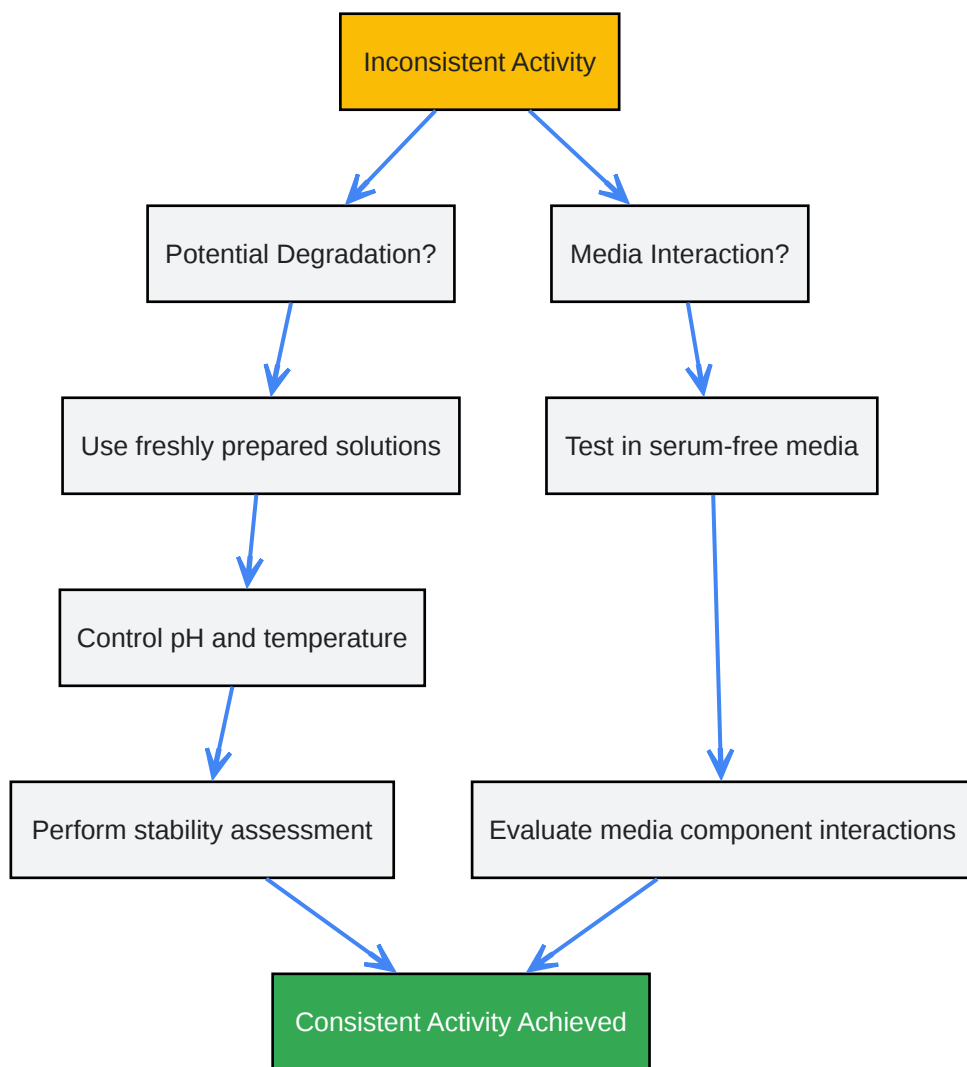 Inconsistent Activity
Potential Degradation?
Media Interaction?
Use freshly prepared solutions
Test in serum-free media
Control pH and temperature
Perform stability assessment
Evaluate media component interactions
Consistent Activity Achieved